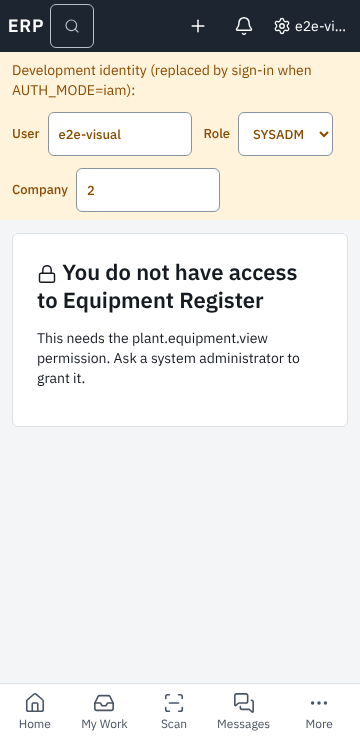 ERP
e2e-vi...
Development identity (replaced by sign-in when
AUTH_MODE=iam):
User e2e-visual Role SYSADM
Company 2
You do not have access
to Equipment Register
This needs the plant.equipment.view
permission. Ask a system administrator to
grant it.
Home My Work Scan Messages More